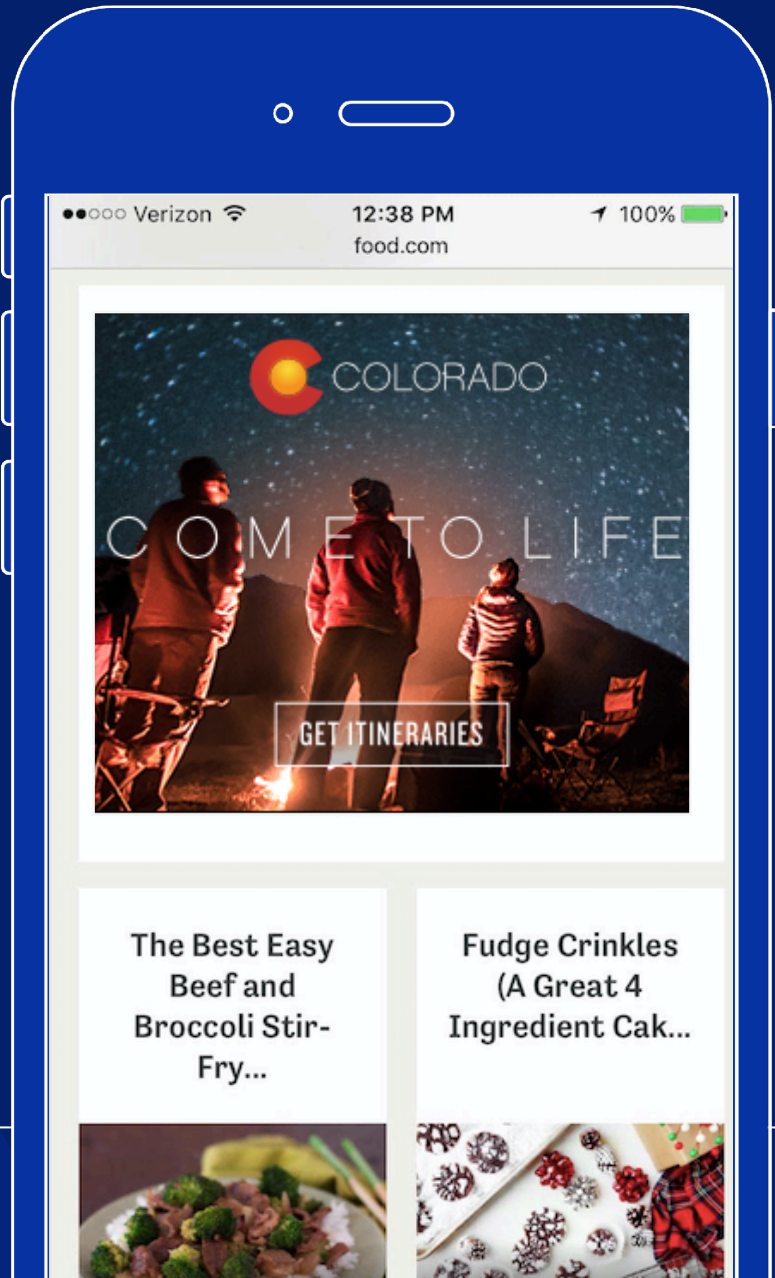 Verizon 12:38 PM 100%
food.com
COLORADO
COME TO LIFE
GET ITINERARIES
The Best Easy
Beef and
Broccoli Stir-
Fry...
Fudge Crinkles
(A Great 4
Ingredient Cak...